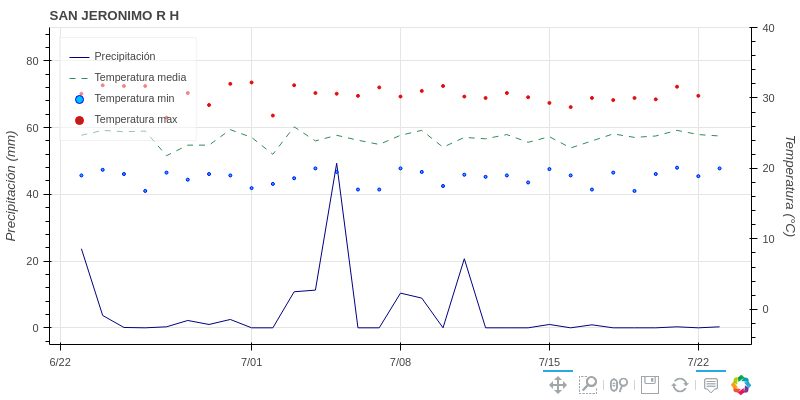 SAN JERONIMO R H
Precipitación
Temperatura media
Temperatura min
Temperatura max
Precipitación (mm)
80
60
40
20
0
40
30
20
10
0
Temperatura (°C)
6/22
7/01
7/08
7/15
7/22